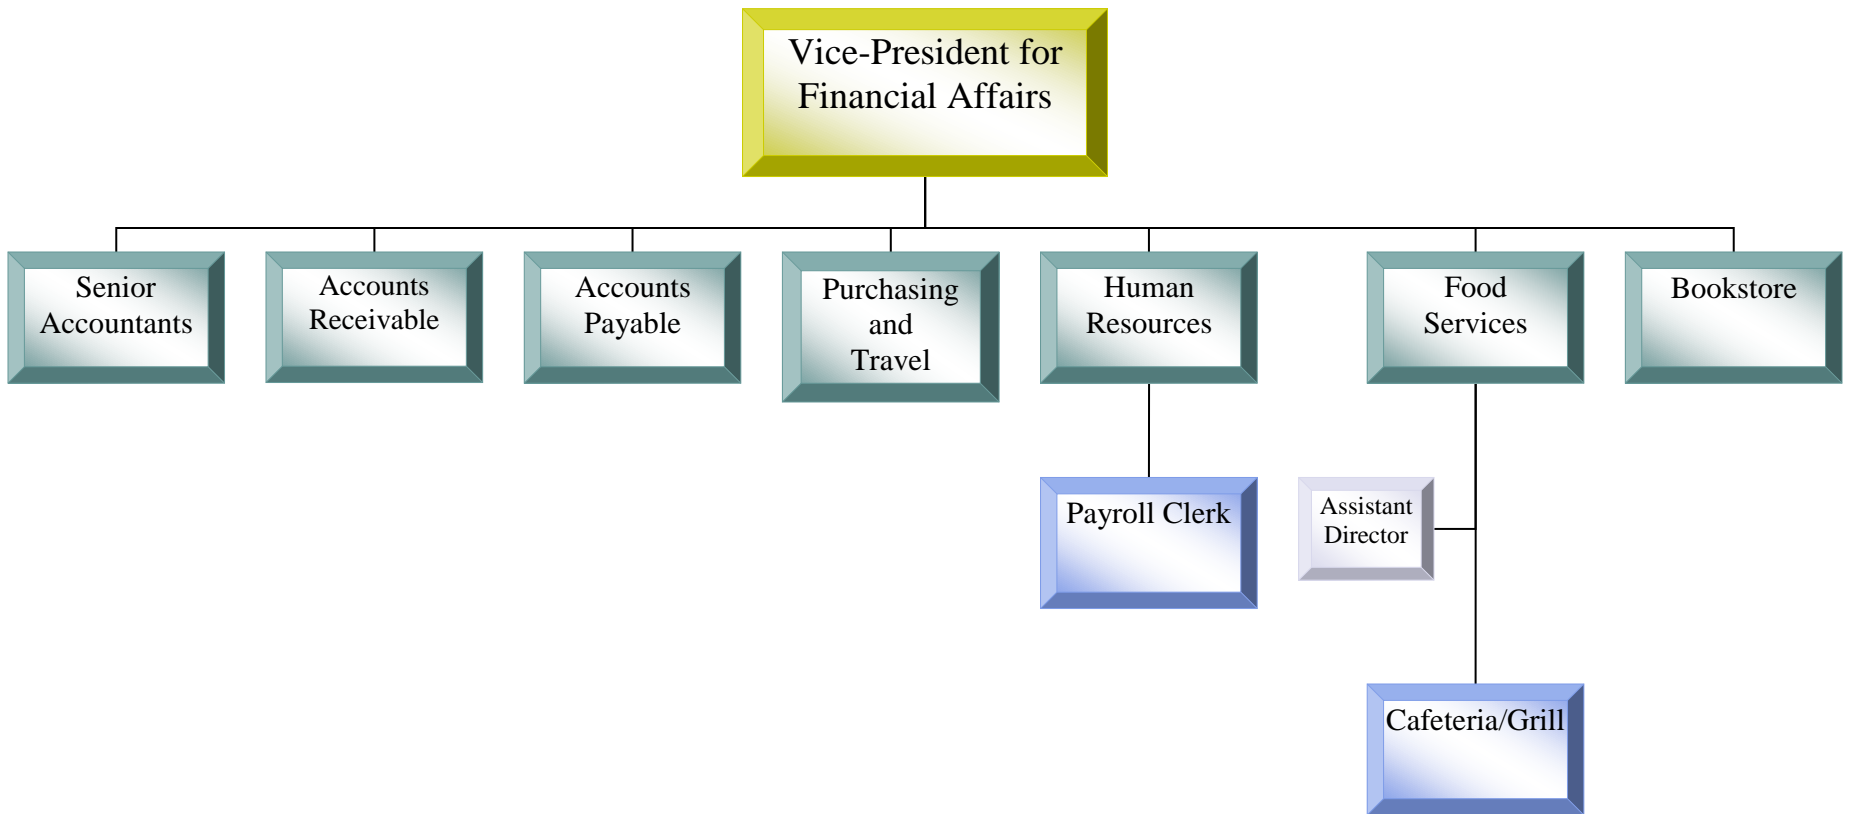 Vice-President for
Financial Affairs
Senior
Accountants
Accounts
Receivable
Accounts
Payable
Purchasing
and
Travel
Human
Resources
Food
Services
Bookstore
Payroll Clerk
Assistant
Director
Cafeteria/Grill